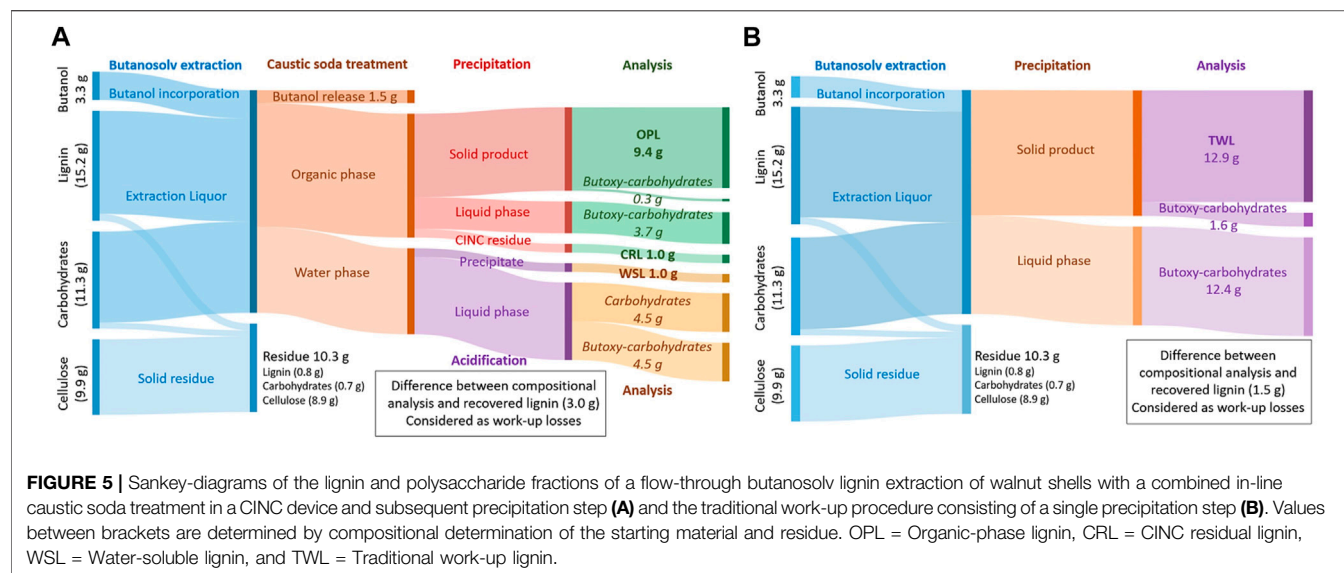 A
Butanosolv extraction
Caustic soda treatment
Precipitation
Analysis
Butanol
3.3 g
Lignin
(15.2 g)
Carbohydrates
(11.3 g)
Cellulose
(9.9 g)
Butanol incorporation
Extraction Liquor
Solid residue
Residue 10.3 g
Lignin (0.8 g)
Carbohydrates (0.7 g)
Cellulose (8.9 g)
Butanol release 1.5 g
Organic phase
Water phase
Solid product
Liquid phase
CINC residue
Precipitate
Liquid phase
Acidification
OPL
9.4 g
Butoxy-carbohydrates
0.3 g
Butoxy-carbohydrates
3.7 g
CRL 1.0 g
WSL 1.0 g
Carbohydrates
4.5 g
Butoxy-carbohydrates
4.5 g
Analysis
Difference between compositional
analysis and recovered lignin (3.0 g)
Considered as work-up losses
B
Butanosolv extraction
Precipitation
Analysis
Butanol
3.3 g
Lignin
(15.2 g)
Carbohydrates
(11.3 g)
Cellulose
(9.9 g)
Butanol incorporation
Extraction Liquor
Solid residue
Residue 10.3 g
Lignin (0.8 g)
Carbohydrates (0.7 g)
Cellulose (8.9 g)
Solid product
Liquid phase
TWL
12.9 g
Butoxy-carbohydrates
1.6 g
Butoxy-carbohydrates
12.4 g
Difference between
compositional analysis and
recovered lignin (1.5 g)
Considered as work-up losses
FIGURE 5 | Sankey-diagrams of the lignin and polysaccharide fractions of a flow-through butanosolv lignin extraction of walnut shells with a combined in-line
caustic soda treatment in a CINC device and subsequent precipitation step (A) and the traditional work-up procedure consisting of a single precipitation step (B). Values
between brackets are determined by compositional determination of the starting material and residue. OPL = Organic-phase lignin, CRL = CINC residual lignin,
WSL = Water-soluble lignin, and TWL = Traditional work-up lignin.